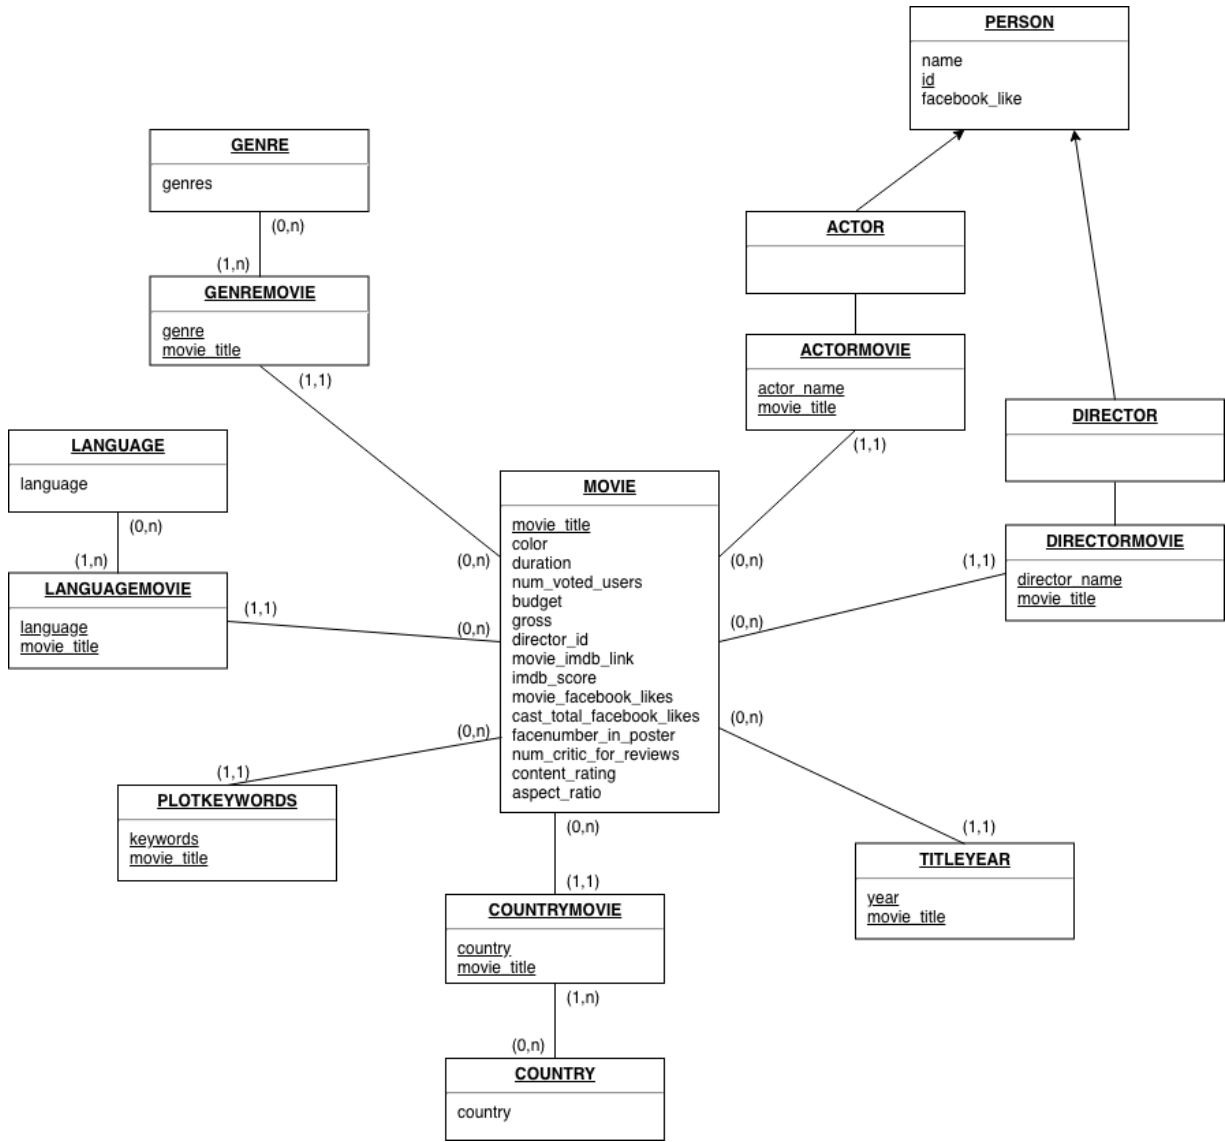 PERSON
name
id
facebook_like
GENRE
genres
(0,n)
(1,n)
GENREMOVIE
genre
movie_title
(1,1)
ACTOR
ACTORMOVIE
actor_name
movie_title
(1,1)
DIRECTOR
DIRECTORMOVIE
director_name
movie_title
(1,1)
LANGUAGE
language
(0,n)
(1,n)
LANGUAGEMOVIE
language
movie_title
(1,1)
MOVIE
movie_title
color
duration
num_voted_users
budget
gross
director_id
movie_imdb_link
imdb_score
movie_facebook_likes
cast_total_facebook_likes
facenumber_in_poster
num_critic_for_reviews
content_rating
aspect_ratio
(0,n)
(0,n)
(0,n)
(0,n)
(0,n)
(0,n)
(0,n)
(1,1)
PLOTKEYWORDS
keywords
movie_title
(1,1)
TITLEYEAR
year
movie_title
(1,1)
COUNTRYMOVIE
country
movie_title
(1,n)
(0,n)
COUNTRY
country